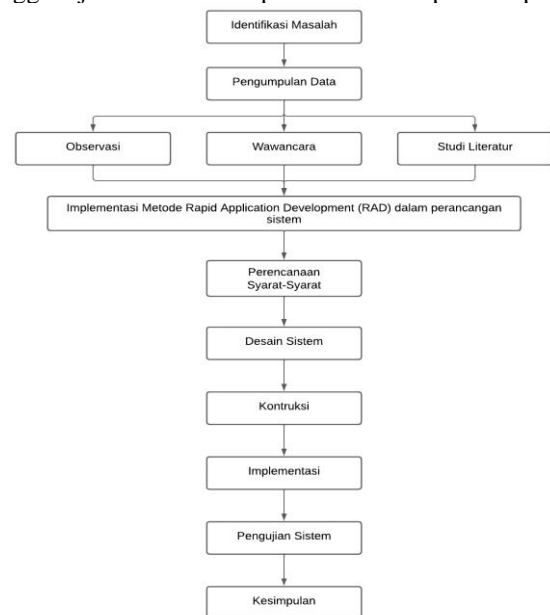 Identifikasi Masalah
Pengumpulan Data
Observasi
Wawancara
Studi Literatur
Implementasi Metode Rapid Application Development (RAD) dalam perancangan
sistem
Perencanaan
Syarat-Syarat
Desain Sistem
Kontruksi
Implementasi
Pengujian Sistem
Kesimpulan